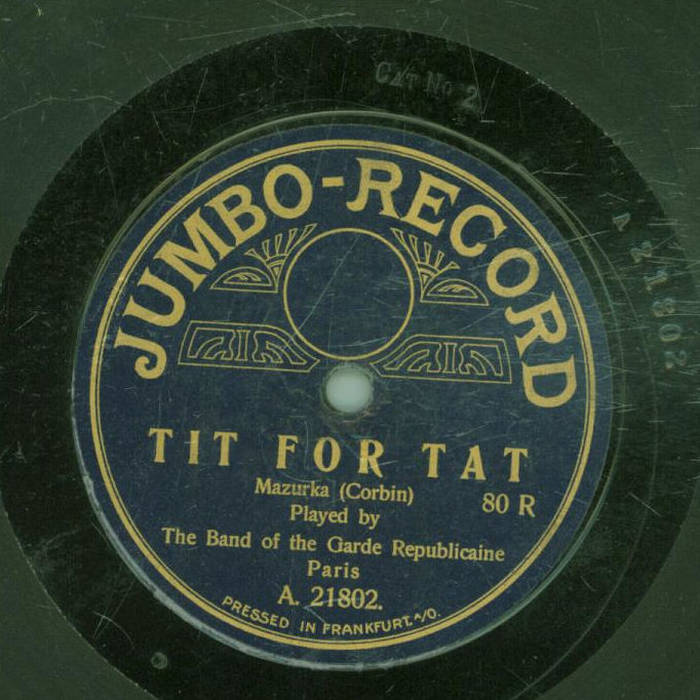 CAT No 2
A 21802
JUMBO-RECORD
TIT FOR TAT
Mazurka (Corbin)
80 R
Played by
The Band of the Garde Republicaine
Paris
A. 21802.
PRESSED IN FRANKFURT. A/O.